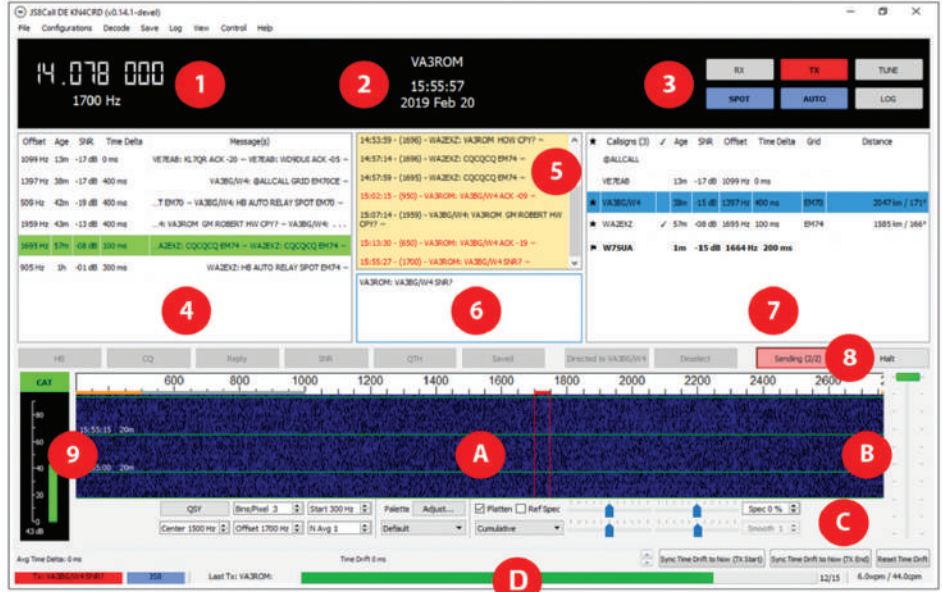 JS8Call DE KN4CRD (v0.14.1-devel)
File Configurations Decode Save Log View Control Help
14.078 000
1700 Hz
1
2
VA3ROM
15:55:57
2019 Feb 20
3
RX TX TUNE
SPOT AUTO LOG
Offset Age SNR Time Delta Message(s)
1099 Hz 13m -17 dB 0 ms VE7EAB: KL7QR ACK -20 ~ VE7EAB: WD9DUE ACK -05 ~
1397 Hz 38m -17 dB 400 ms VA3BG/W4: @ALLCALL GRID EM70CE ~
509 Hz 42m -19 dB 400 ms ...T EM70 ~ VA3BG/W4: HB AUTO RELAY SPOT EM70 ~
1959 Hz 43m -13 dB 400 ms ...4: VA3ROM GM ROBERT HW CPY? ~ VA3BG/W4: ...
1695 Hz 57m -08 dB 100 ms ...A2EXZ: CQCQCQ EM74 ~ WA2EXZ: CQCQCQ EM74 ~
905 Hz 1h -01 dB 300 ms WA2EXZ: HB AUTO RELAY SPOT EM74 ~
4
14:53:59 - (1696) - WA2EXZ: VA3ROM HOW CPY? ~
14:57:14 - (1696) - WA2EXZ: CQCQCQ EM74 ~
14:57:59 - (1695) - WA2EXZ: CQCQCQ EM74 ~
15:02:15 - (950) - VA3ROM: VA3BG/W4 ACK -09 ~
15:07:14 - (1959) - VA3BG/W4: VA3ROM GM ROBERT HW
CPY? ~
15:13:30 - (650) - VA3ROM: VA3BG/W4 ACK -19 ~
15:55:27 - (1700) - VA3ROM: VA3BG/W4 SNR? ~
5
VA3ROM: VA3BG/W4 SNR?
6
★ Callsigns (3) ✓ Age SNR Offset Time Delta Grid Distance
@ALLCALL
VE7EAB 13m -17 dB 1099 Hz 0 ms
★ VA3BG/W4 38m -15 dB 1397 Hz 400 ms EM70 2047 km / 171°
★ WA2EXZ ✓ 57m -08 dB 1695 Hz 100 ms EM74 1585 km / 166°
W7SUA 1m -15 dB 1664 Hz 200 ms
7
HB CQ Reply SNR QTH Saved Directed to VA3BG/W4 Deselect Sending (2/2) Halt
8
CAT
600 800 1000 1200 1400 1600 1800 2000 2200 2400 2600
80
60
40
20
0
43 dB
15:55:15 20m
5:00 20m
9
A
B
QSY Bins/Pixel 3 Start 300 Hz Palette Adjust... Flatten Ref Spec Spec 0 %
Center 1500 Hz Offset 1700 Hz N Avg 1 Default Cumulative Smooth 1
C
Avg Time Delta: 0 ms Time Drift 0 ms Sync Time Drift to Now (TX Start) Sync Time Drift to Now (TX End) Reset Time Drift
Tx: VA3BG/W4 SNR? JS8 Last Tx: VA3ROM: 12/15 6.0wpm / 44.0cpm
D